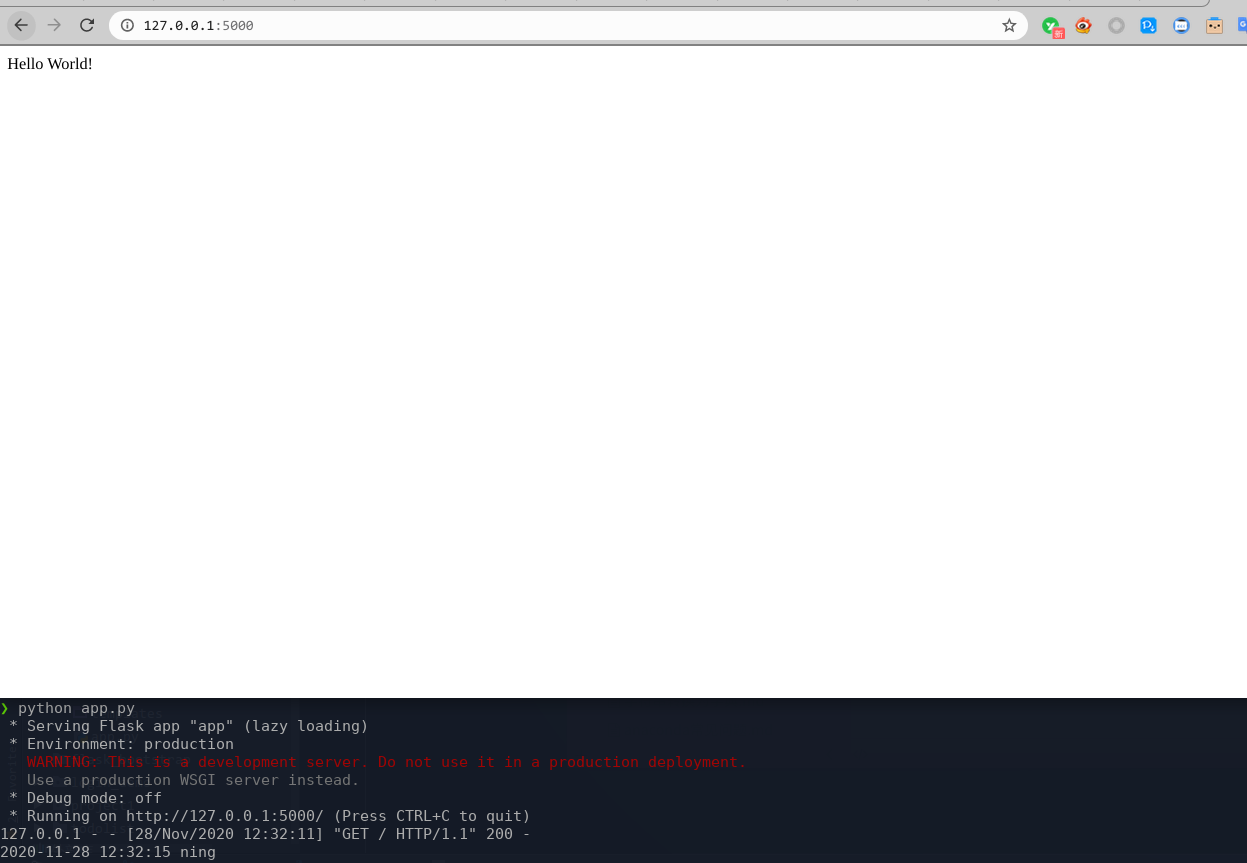 127.0.0.1:5000
新
Hello World!
❯ python app.py
* Serving Flask app "app" (lazy loading)
* Environment: production
WARNING: This is a development server. Do not use it in a production deployment.
Use a production WSGI server instead.
* Debug mode: off
* Running on http://127.0.0.1:5000/ (Press CTRL+C to quit)
127.0.0.1 - - [28/Nov/2020 12:32:11] "GET / HTTP/1.1" 200 -
2020-11-28 12:32:15 ning